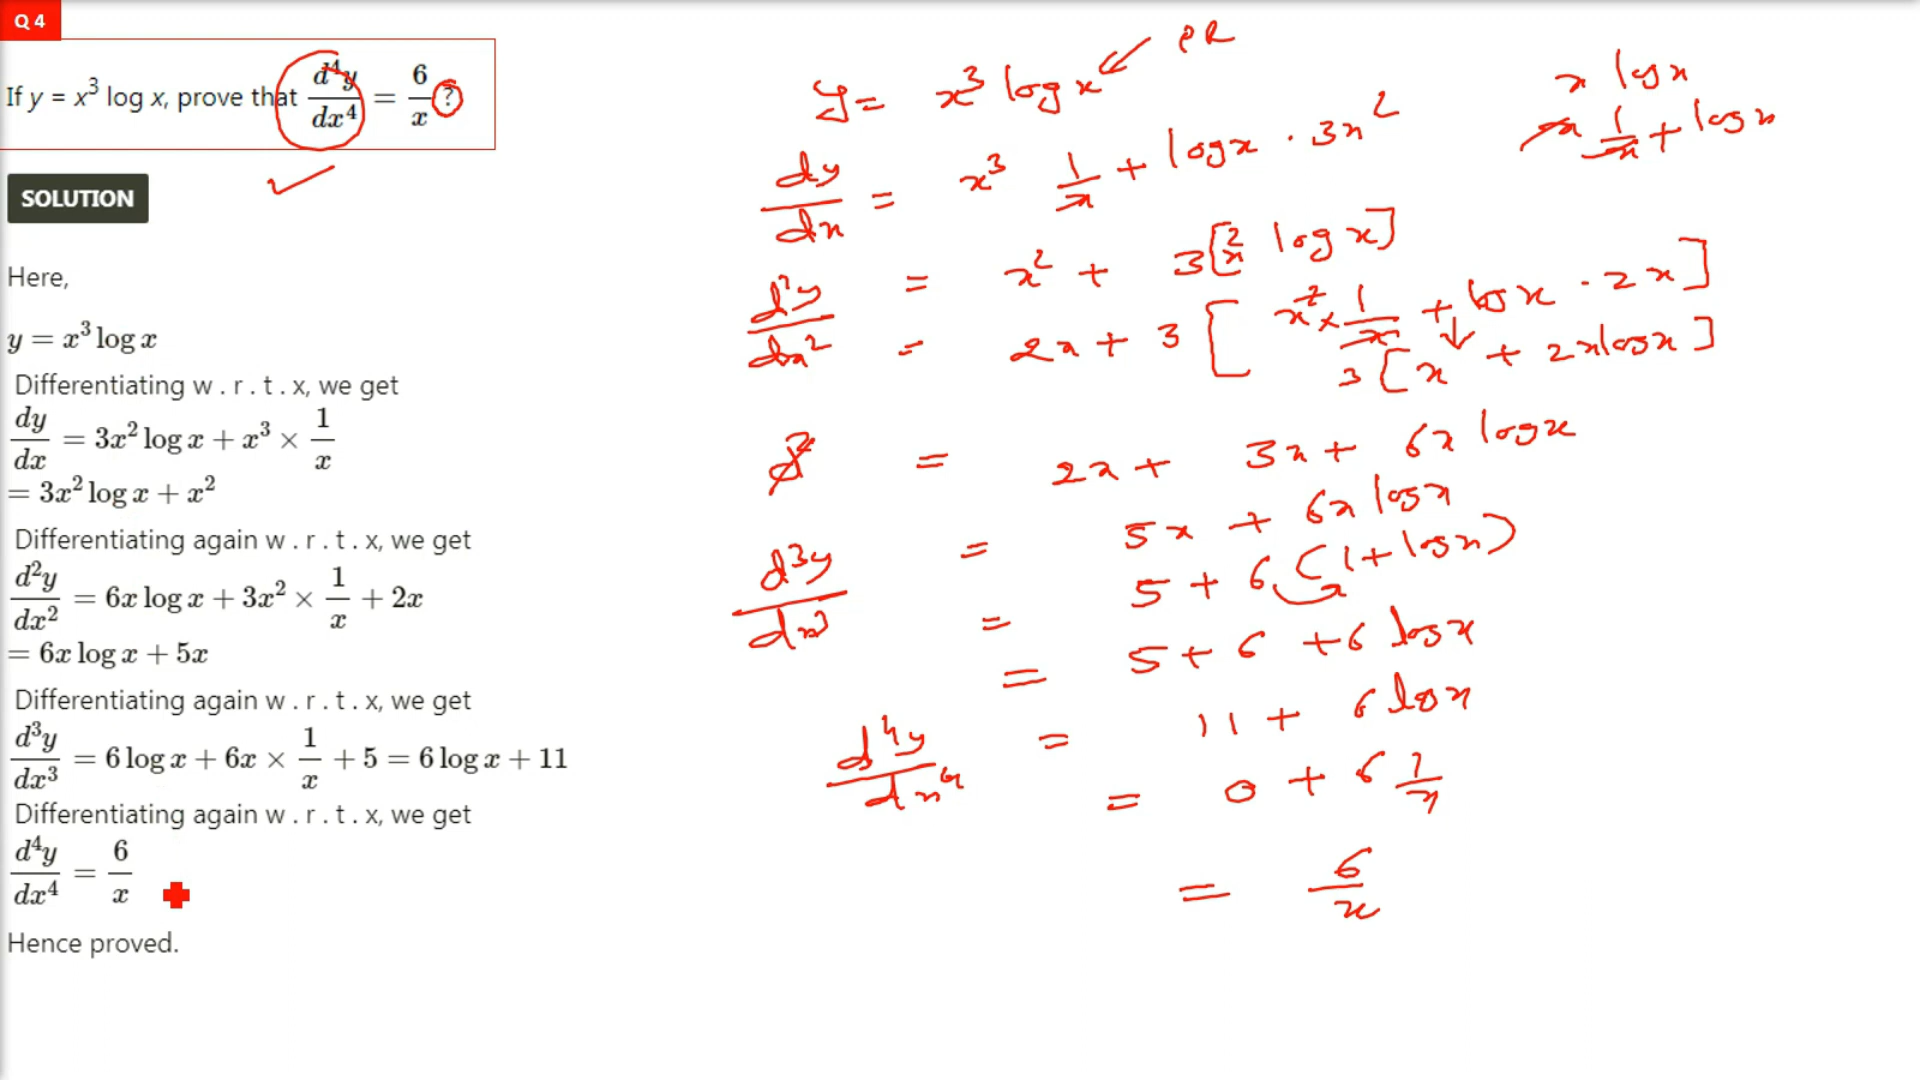 Q 4
If y = x³ log x, prove that d⁴y/dx⁴ = 6/x ?
SOLUTION
Here,
y = x³ log x
Differentiating w . r . t . x, we get
dy/dx = 3x² log x + x³ × 1/x
= 3x² log x + x²
Differentiating again w . r . t . x, we get
d²y/dx² = 6x log x + 3x² × 1/x + 2x
= 6x log x + 5x
Differentiating again w . r . t . x, we get
d³y/dx³ = 6 log x + 6x × 1/x + 5 = 6 log x + 11
Differentiating again w . r . t . x, we get
d⁴y/dx⁴ = 6/x
Hence proved.
y = x³ log x
PR
dy/dx = x³ 1/x + log x · 3x²
= x² + 3[x² log x]
d²y/dx² = 2x + 3[x² × 1/x + log x · 2x]
3[x + 2x log x]
= 2x + 3x + 6x log x
= 5x + 6x log x
d³y/dx³ = 5 + 6(1 + log x)
= 5 + 6 + 6 log x
= 11 + 6 log x
d⁴y/dx⁴ = 0 + 6 1/x
= 6/x
x log x
x 1/x + log x